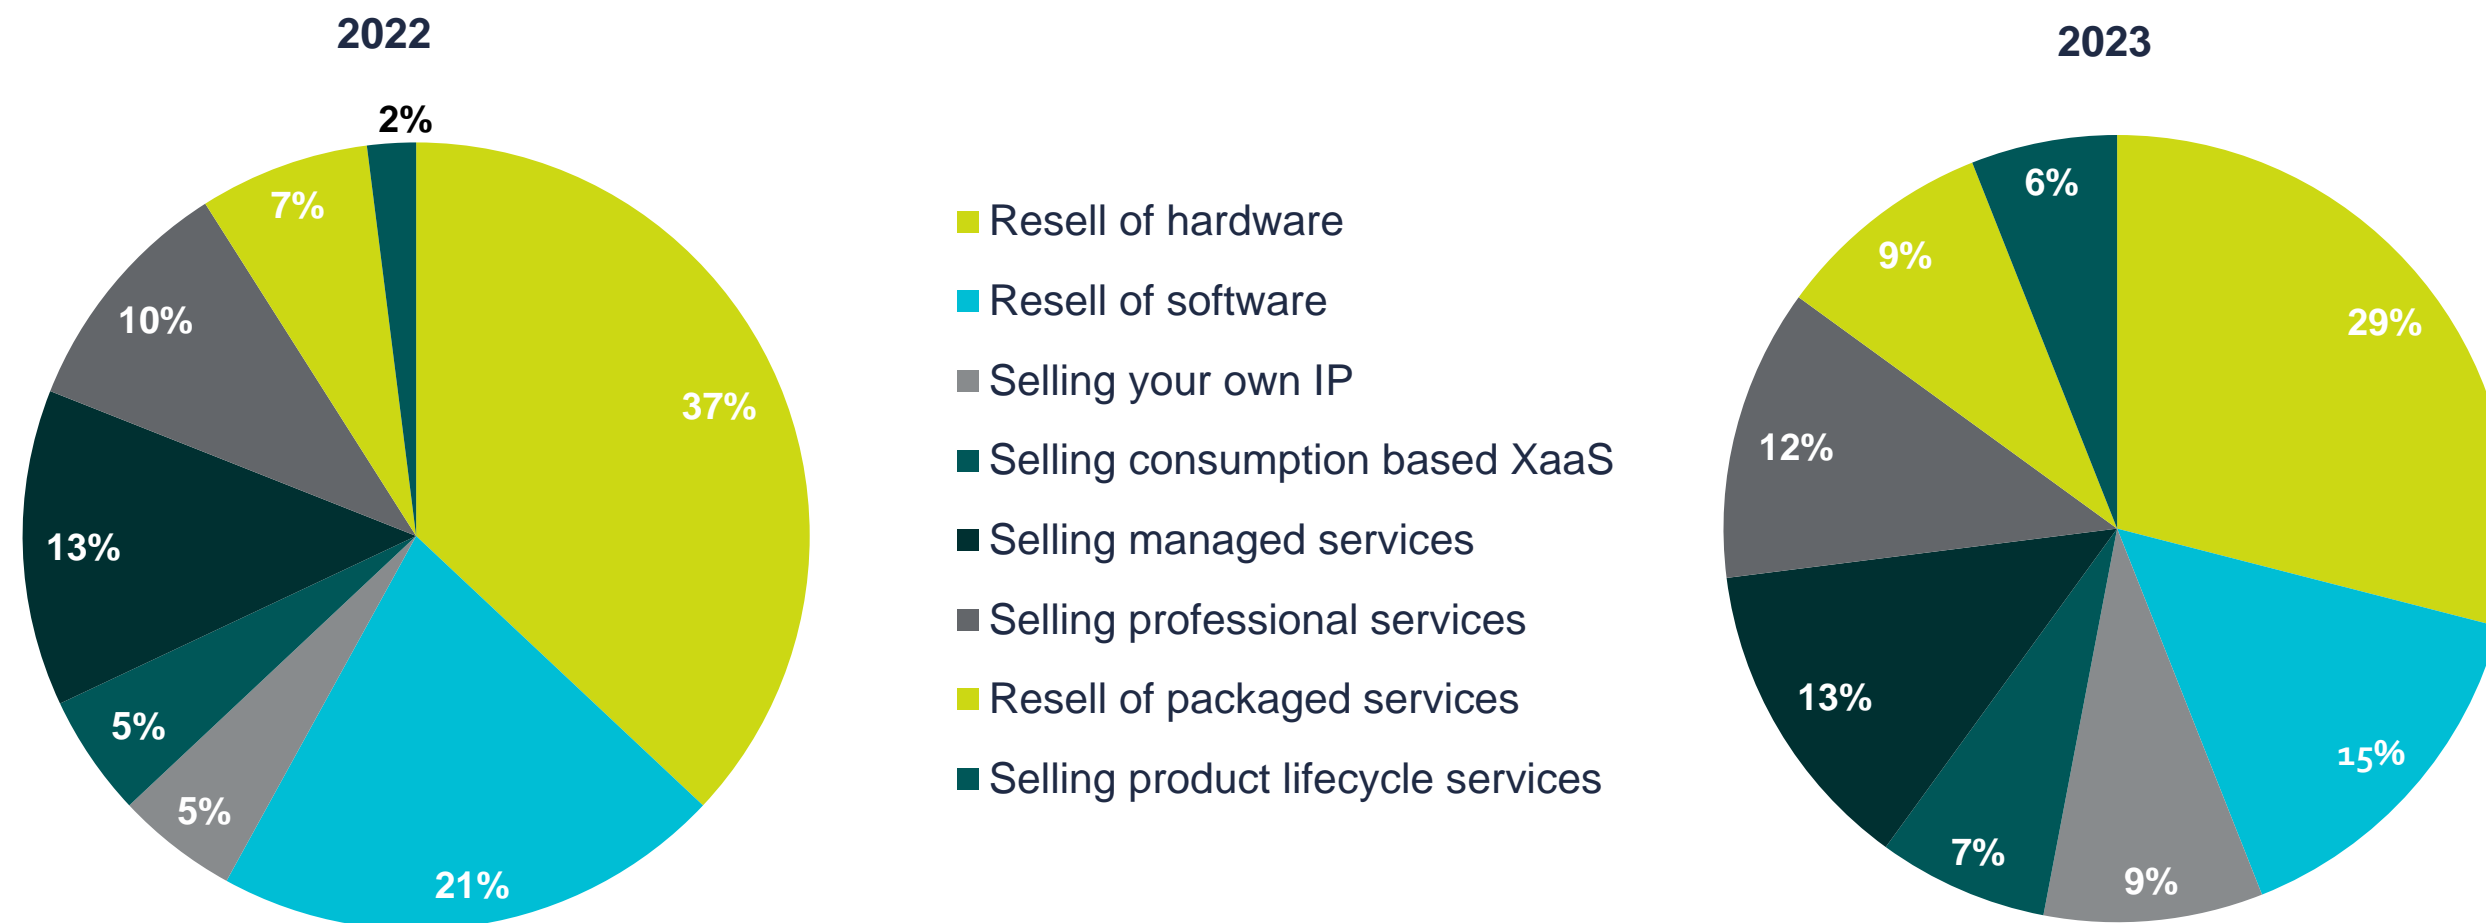 2022
2%
7%
10%
37%
13%
5%
5%
21%
Resell of hardware
Resell of software
Selling your own IP
Selling consumption based XaaS
Selling managed services
Selling professional services
Resell of packaged services
Selling product lifecycle services
2023
6%
9%
29%
12%
13%
15%
7%
9%